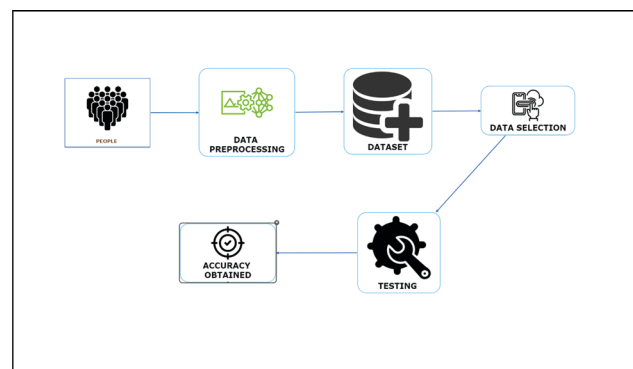 PEOPLE
DATA
PREPROCESSING
DATASET
DATA SELECTION
ACCURACY
OBTAINED
TESTING